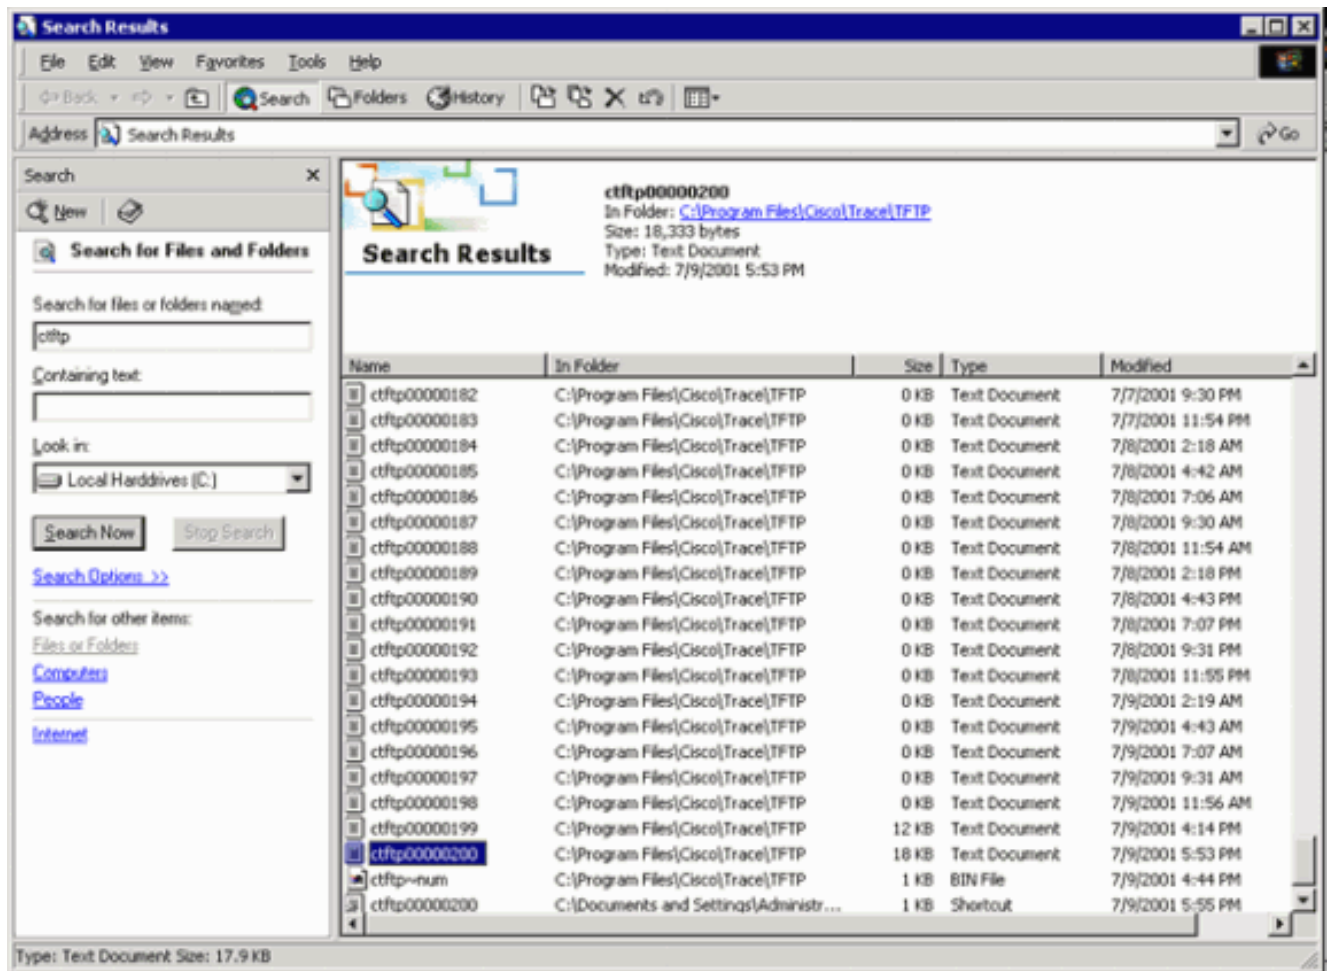 Search Results
File Edit View Favorites Tools Help
Back Search Folders History
Address Search Results Go
Search
New
Search for Files and Folders
Search for files or folders named:
ctftp
Containing text:
Look in:
Local Harddrives (C:)
Search Now Stop Search
Search Options >>
Search for other items:
Files or Folders
Computers
People
Internet
Search Results
ctftp00000200
In Folder: C:\Program Files\Cisco\Trace\TFTP
Size: 18,333 bytes
Type: Text Document
Modified: 7/9/2001 5:53 PM
Name In Folder Size Type Modified
ctftp00000182 C:\Program Files\Cisco\Trace\TFTP 0 KB Text Document 7/7/2001 9:30 PM
ctftp00000183 C:\Program Files\Cisco\Trace\TFTP 0 KB Text Document 7/7/2001 11:54 PM
ctftp00000184 C:\Program Files\Cisco\Trace\TFTP 0 KB Text Document 7/8/2001 2:18 AM
ctftp00000185 C:\Program Files\Cisco\Trace\TFTP 0 KB Text Document 7/8/2001 4:42 AM
ctftp00000186 C:\Program Files\Cisco\Trace\TFTP 0 KB Text Document 7/8/2001 7:06 AM
ctftp00000187 C:\Program Files\Cisco\Trace\TFTP 0 KB Text Document 7/8/2001 9:30 AM
ctftp00000188 C:\Program Files\Cisco\Trace\TFTP 0 KB Text Document 7/8/2001 11:54 AM
ctftp00000189 C:\Program Files\Cisco\Trace\TFTP 0 KB Text Document 7/8/2001 2:18 PM
ctftp00000190 C:\Program Files\Cisco\Trace\TFTP 0 KB Text Document 7/8/2001 4:43 PM
ctftp00000191 C:\Program Files\Cisco\Trace\TFTP 0 KB Text Document 7/8/2001 7:07 PM
ctftp00000192 C:\Program Files\Cisco\Trace\TFTP 0 KB Text Document 7/8/2001 9:31 PM
ctftp00000193 C:\Program Files\Cisco\Trace\TFTP 0 KB Text Document 7/8/2001 11:55 PM
ctftp00000194 C:\Program Files\Cisco\Trace\TFTP 0 KB Text Document 7/9/2001 2:19 AM
ctftp00000195 C:\Program Files\Cisco\Trace\TFTP 0 KB Text Document 7/9/2001 4:43 AM
ctftp00000196 C:\Program Files\Cisco\Trace\TFTP 0 KB Text Document 7/9/2001 7:07 AM
ctftp00000197 C:\Program Files\Cisco\Trace\TFTP 0 KB Text Document 7/9/2001 9:31 AM
ctftp00000198 C:\Program Files\Cisco\Trace\TFTP 0 KB Text Document 7/9/2001 11:56 AM
ctftp00000199 C:\Program Files\Cisco\Trace\TFTP 12 KB Text Document 7/9/2001 4:14 PM
ctftp00000200 C:\Program Files\Cisco\Trace\TFTP 18 KB Text Document 7/9/2001 5:53 PM
ctftp~num C:\Program Files\Cisco\Trace\TFTP 1 KB BIN File 7/9/2001 4:44 PM
ctftp00000200 C:\Documents and Settings\Administr... 1 KB Shortcut 7/9/2001 5:55 PM
Type: Text Document Size: 17.9 KB